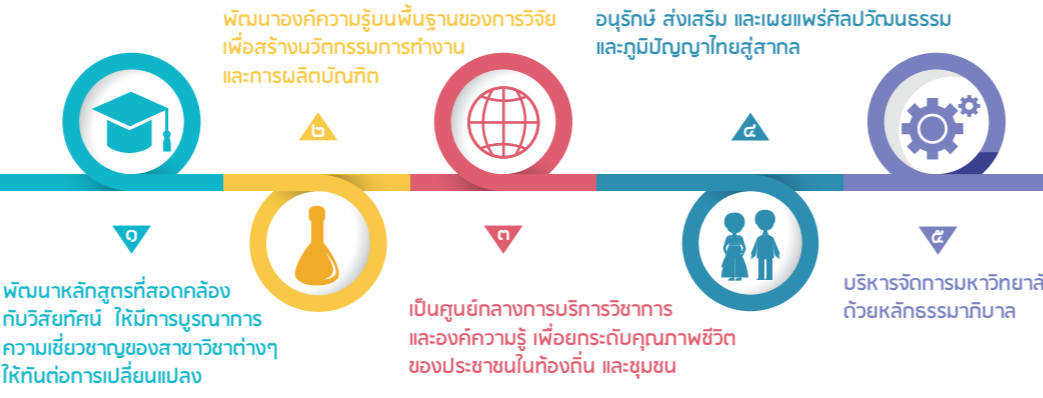 พัฒนาองค์ความรู้บนพื้นฐานของการวิจัย
เพื่อสร้างนวัตกรรมการทำงาน
และการผลิตบัณฑิต
อนุรักษ์ ส่งเสริม และเผยแพร่ศิลปวัฒนธรรม
และภูมิปัญญาไทยสู่สากล
๒
๔
๑
๓
๕
พัฒนาหลักสูตรที่สอดคล้อง
กับวิสัยทัศน์ ให้มีการบูรณาการ
ความเชี่ยวชาญของสาขาวิชาต่างๆ
ให้ทันต่อการเปลี่ยนแปลง
เป็นศูนย์กลางการบริการวิชาการ
และองค์ความรู้ เพื่อยกระดับคุณภาพชีวิต
ของประชาชนในท้องถิ่น และชุมชน
บริหารจัดการมหาวิทยาลั
ด้วยหลักธรรมาภิบาล